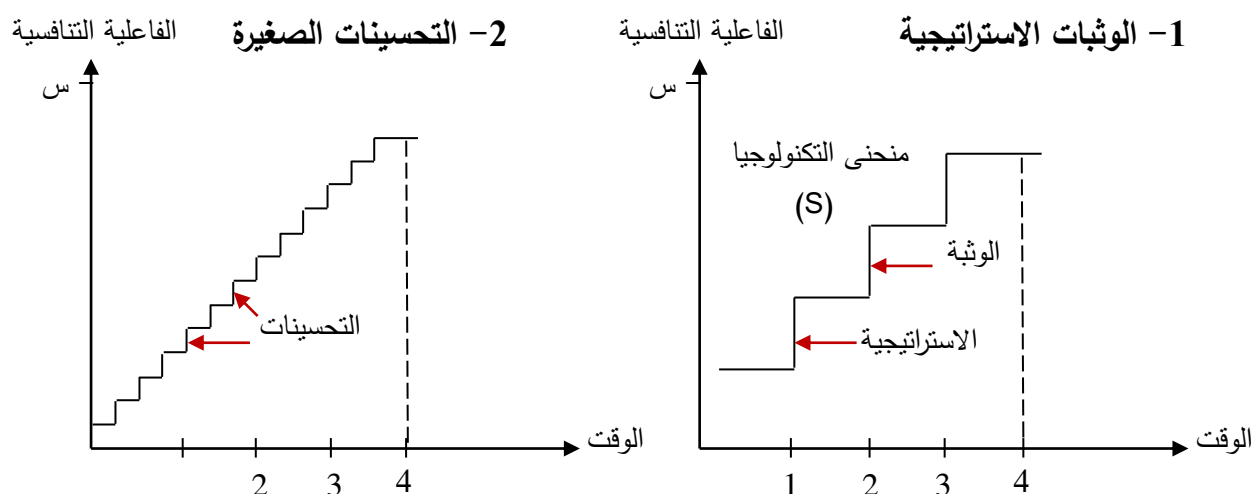 1- الوثبات الاستراتيجية
الفاعلية التنافسية
س
منحنى التكنولوجيا
(S)
الوثبة
الاستراتيجية
الوقت
1 2 3 4
2- التحسينات الصغيرة
الفاعلية التنافسية
س
التحسينات
الوقت
2 3 4